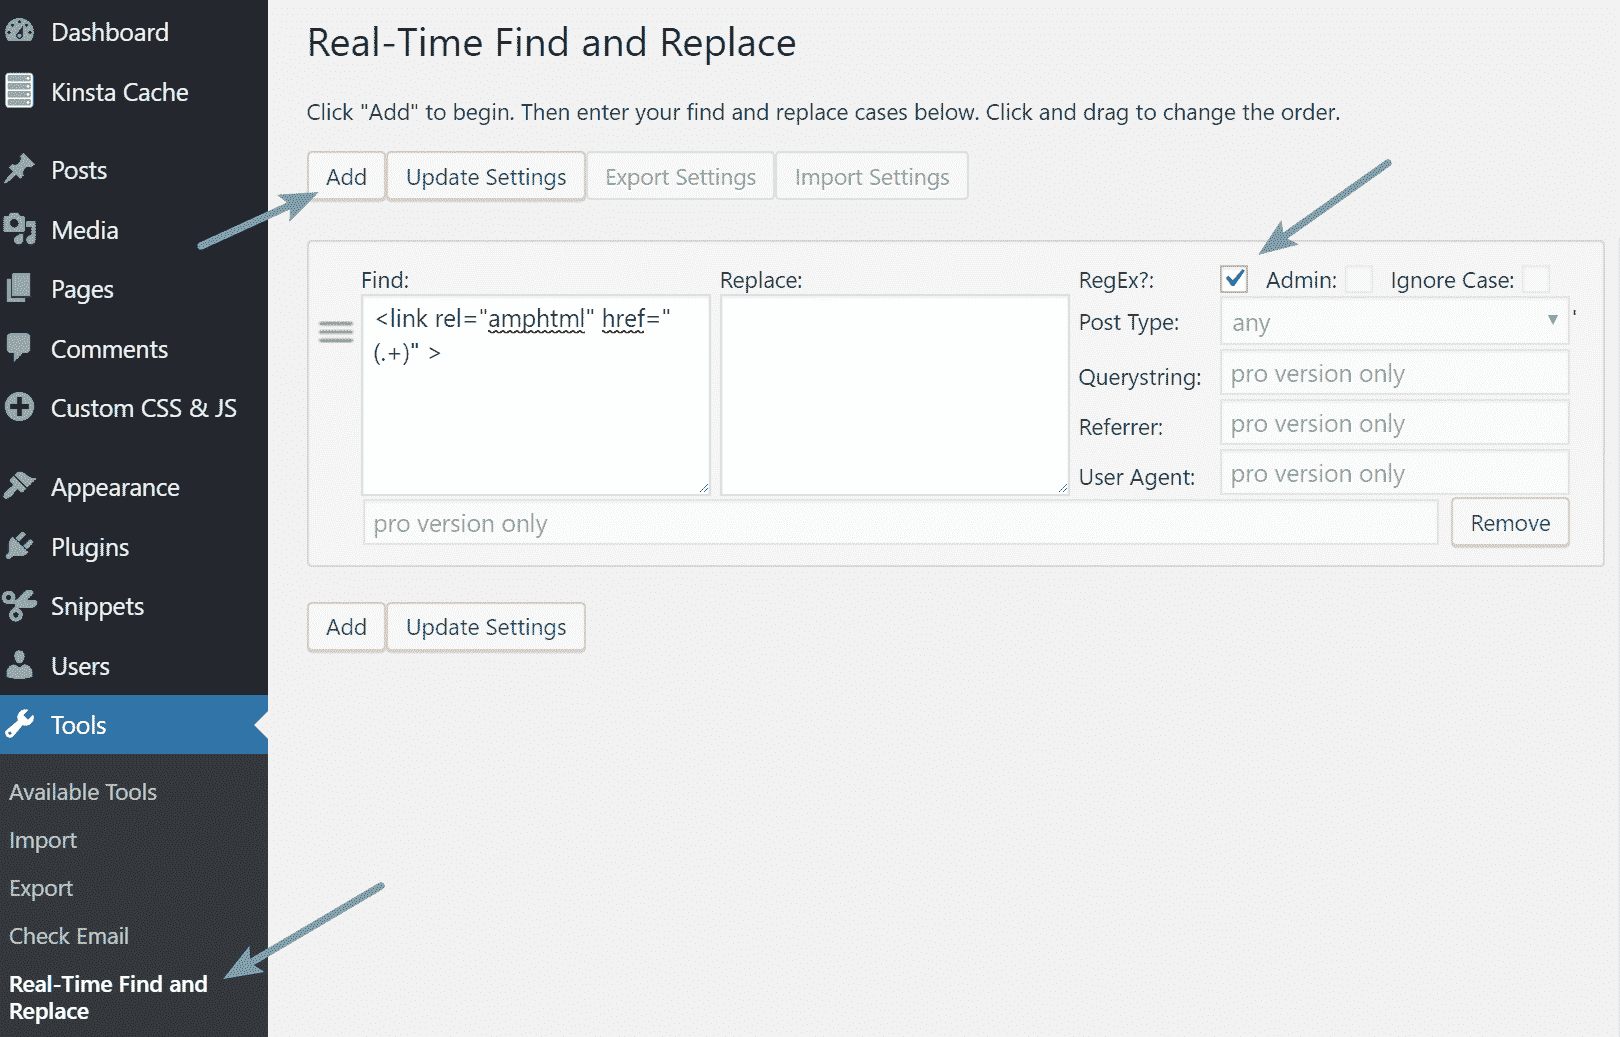 Dashboard
Kinsta Cache
Posts
Media
Pages
Comments
Custom CSS & JS
Appearance
Plugins
Snippets
Users
Tools
Available Tools
Import
Export
Check Email
Real-Time Find and
Replace
Real-Time Find and Replace
Click "Add" to begin. Then enter your find and replace cases below. Click and drag to change the order.
Add Update Settings Export Settings Import Settings
Find: Replace: RegEx?: Admin: Ignore Case:
<link rel="amphtml" href="
(.+)" >
Post Type: any '
Querystring: pro version only
Referrer: pro version only
User Agent: pro version only
pro version only Remove
Add Update Settings